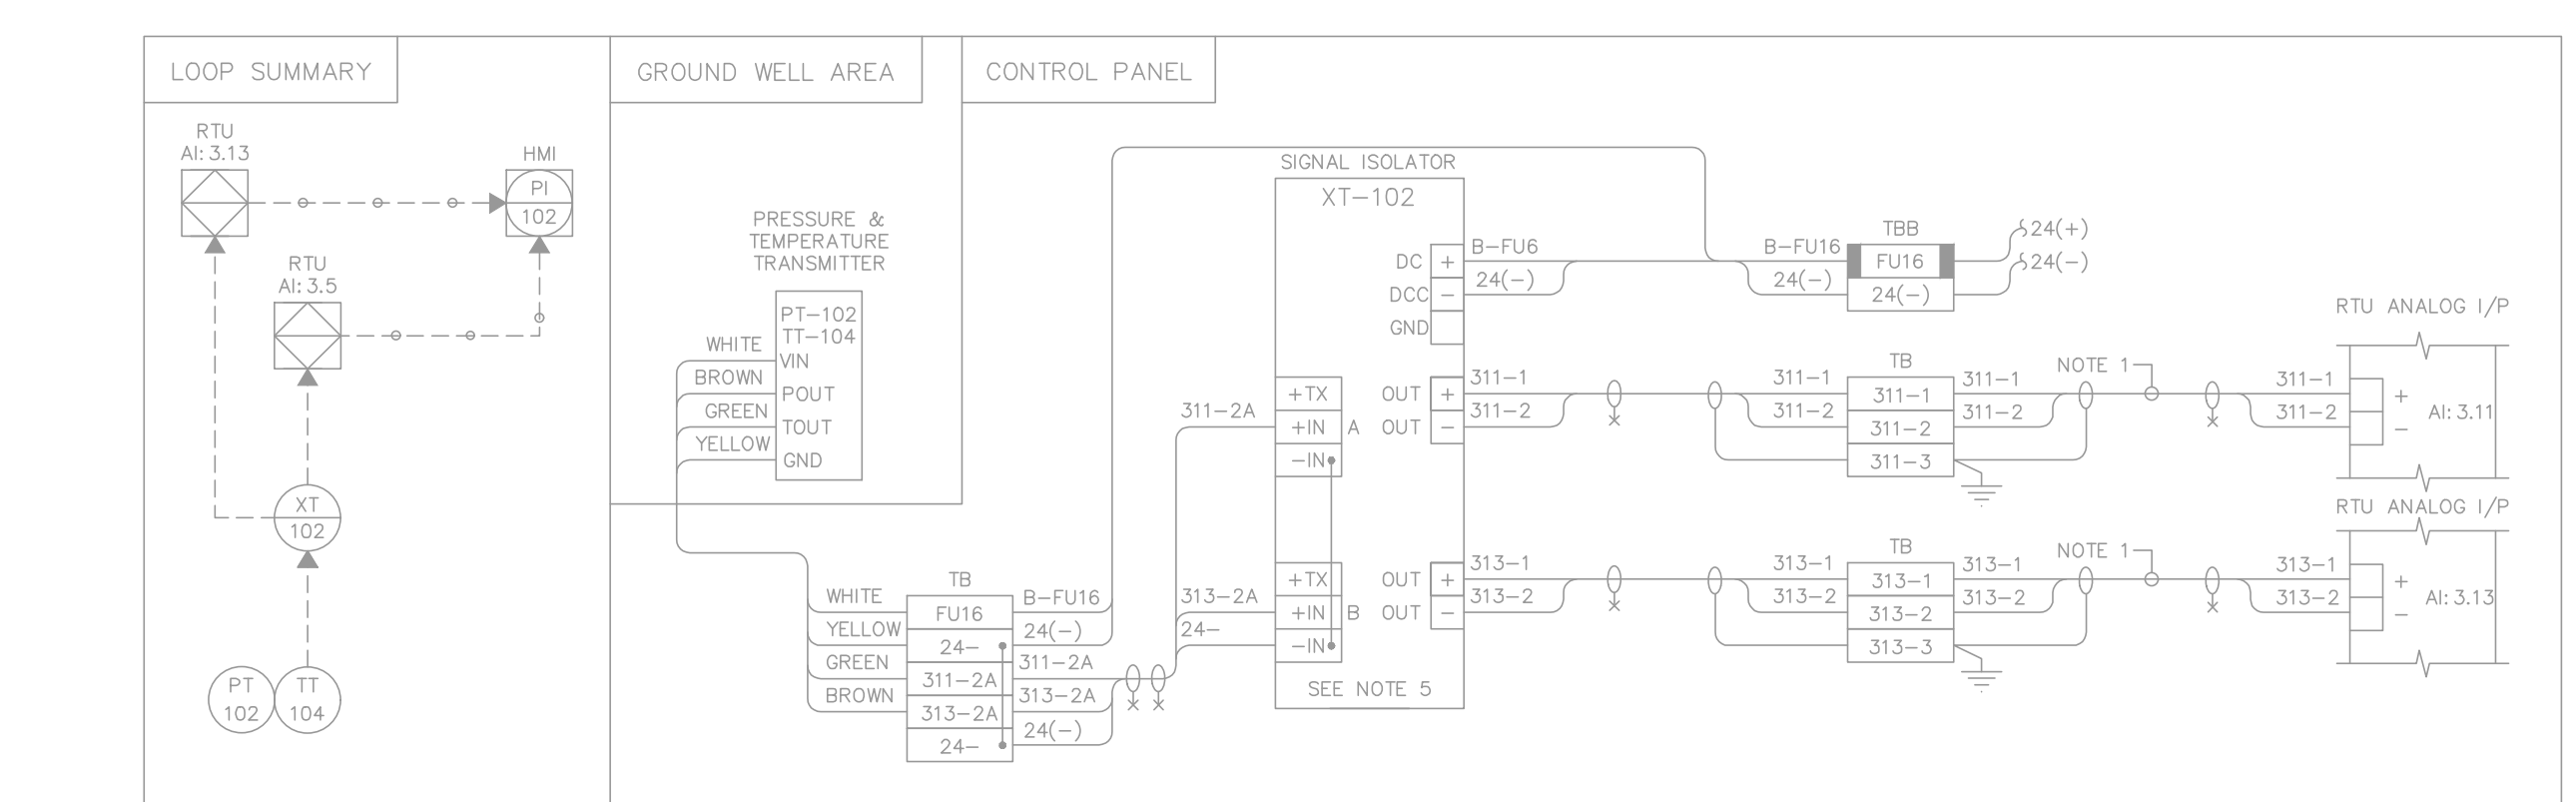 LOOP SUMMARY
GROUND WELL AREA
CONTROL PANEL
RTU
AI: 3.13
HMI
PI
102
RTU
AI: 3.5
XT
102
PT
102
TT
104
PRESSURE &
TEMPERATURE
TRANSMITTER
PT-102
TT-104
WHITE
VIN
BROWN
POUT
GREEN
TOUT
YELLOW
GND
TB
WHITE
FU16
B-FU16
YELLOW
24-
24(-)
GREEN
311-2A
311-2A
BROWN
313-2A
313-2A
24-
24(-)
SIGNAL ISOLATOR
XT-102
DC
+
B-FU6
DCC
-
24(-)
GND
+TX
OUT
+
311-1
311-2A
+IN
A
OUT
-
311-2
-IN
+TX
OUT
+
313-1
313-2A
+IN
B
OUT
-
313-2
24-
-IN
SEE NOTE 5
TBB
B-FU16
FU16
24(+)
24(-)
24(-)
24(-)
TB
311-1
311-1
311-1
311-2
311-2
311-2
311-3
NOTE 1
RTU ANALOG I/P
311-1
+
311-2
-
AI: 3.11
TB
313-1
313-1
313-1
313-2
313-2
313-2
313-3
NOTE 1
RTU ANALOG I/P
313-1
+
313-2
-
AI: 3.13